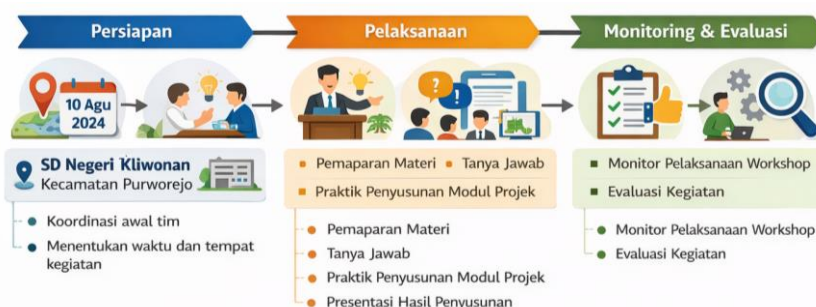 Persiapan
Pelaksanaan
Monitoring & Evaluasi
10 Agu
2024
?
!
SD Negeri Kliwonan
Kecamatan Purworejo
Koordinasi awal tim
Menentukan waktu dan tempat
kegiatan
Pemaparan Materi
Tanya Jawab
Praktik Penyusunan Modul Projek
Pemaparan Materi
Tanya Jawab
Praktik Penyusunan Modul Projek
Presentasi Hasil Penyusunan
Monitor Pelaksanaan Workshop
Evaluasi Kegiatan
Monitor Pelaksanaan Workshop
Evaluasi Kegiatan